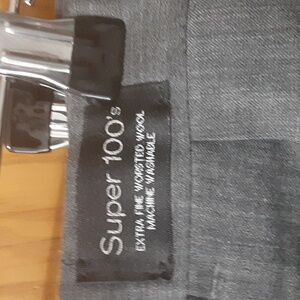 Super 100's
EXTRA FINE WORSTED WOOL
MACHINE WASHABLE